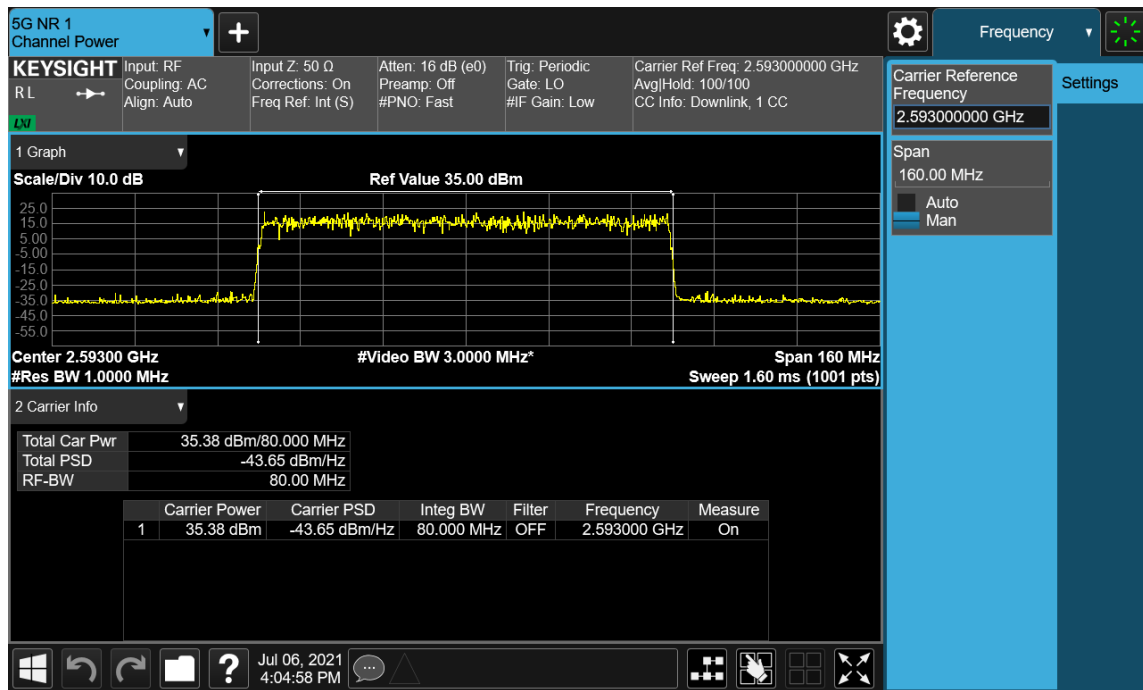 5G NR 1
Channel Power
+
Frequency
KEYSIGHT
R L
LXI
Input: RF
Coupling: AC
Align: Auto
Input Z: 50 Ω
Corrections: On
Freq Ref: Int (S)
Atten: 16 dB (e0)
Preamp: Off
#PNO: Fast
Trig: Periodic
Gate: LO
#IF Gain: Low
Carrier Ref Freq: 2.593000000 GHz
Avg|Hold: 100/100
CC Info: Downlink, 1 CC
Carrier Reference
Frequency
2.593000000 GHz
Span
160.00 MHz
Auto
Man
Settings
1 Graph
Scale/Div 10.0 dB
Ref Value 35.00 dBm
25.0
15.0
5.00
-5.00
-15.0
-25.0
-35.0
-45.0
-55.0
Center 2.59300 GHz
#Video BW 3.0000 MHz*
Span 160 MHz
#Res BW 1.0000 MHz
Sweep 1.60 ms (1001 pts)
2 Carrier Info
Total Car Pwr 35.38 dBm/80.000 MHz
Total PSD -43.65 dBm/Hz
RF-BW 80.00 MHz
Carrier Power Carrier PSD Integ BW Filter Frequency Measure
1 35.38 dBm -43.65 dBm/Hz 80.000 MHz OFF 2.593000 GHz On
?
Jul 06, 2021
4:04:58 PM